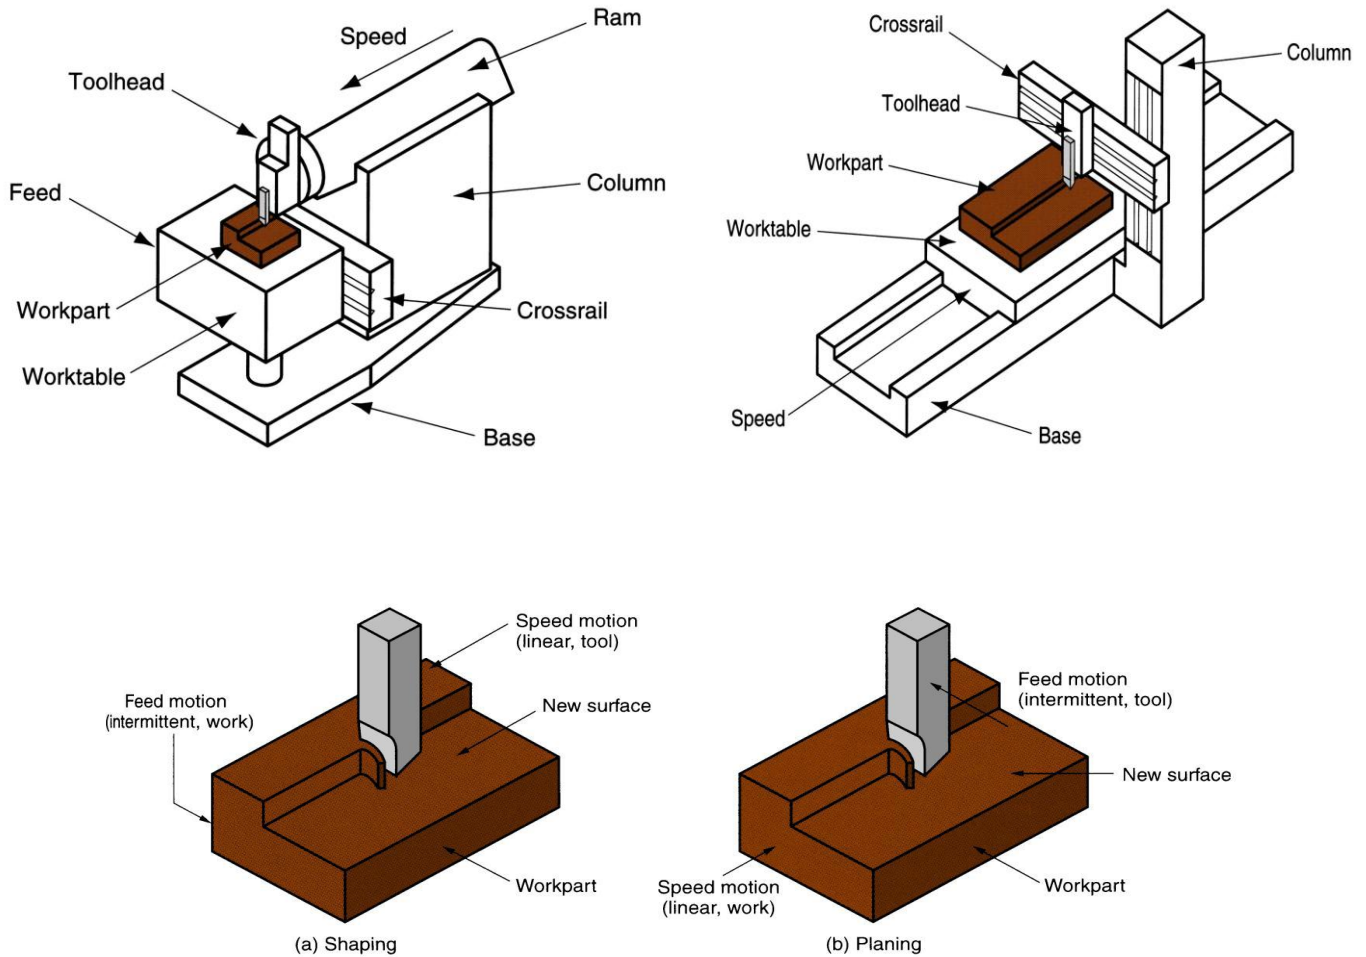 Speed
Ram
Toolhead
Feed
Column
Workpart
Crossrail
Worktable
Base
Crossrail
Column
Toolhead
Workpart
Worktable
Speed
Base
Speed motion
(linear, tool)
Feed motion
(intermittent, work)
New surface
Workpart
(a) Shaping
Feed motion
(intermittent, tool)
New surface
Speed motion
(linear, work)
Workpart
(b) Planing